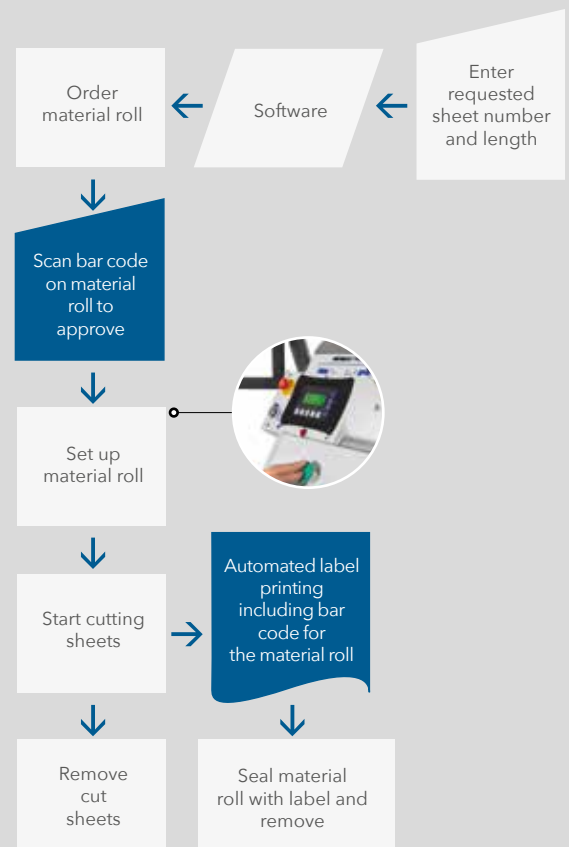 Enter
requested
sheet number
and length
Software
Order
material roll
Scan bar code
on material
roll to
approve
Set up
material roll
Start cutting
sheets
Automated label
printing
including bar
code for
the material roll
Remove
cut
sheets
Seal material
roll with label and
remove